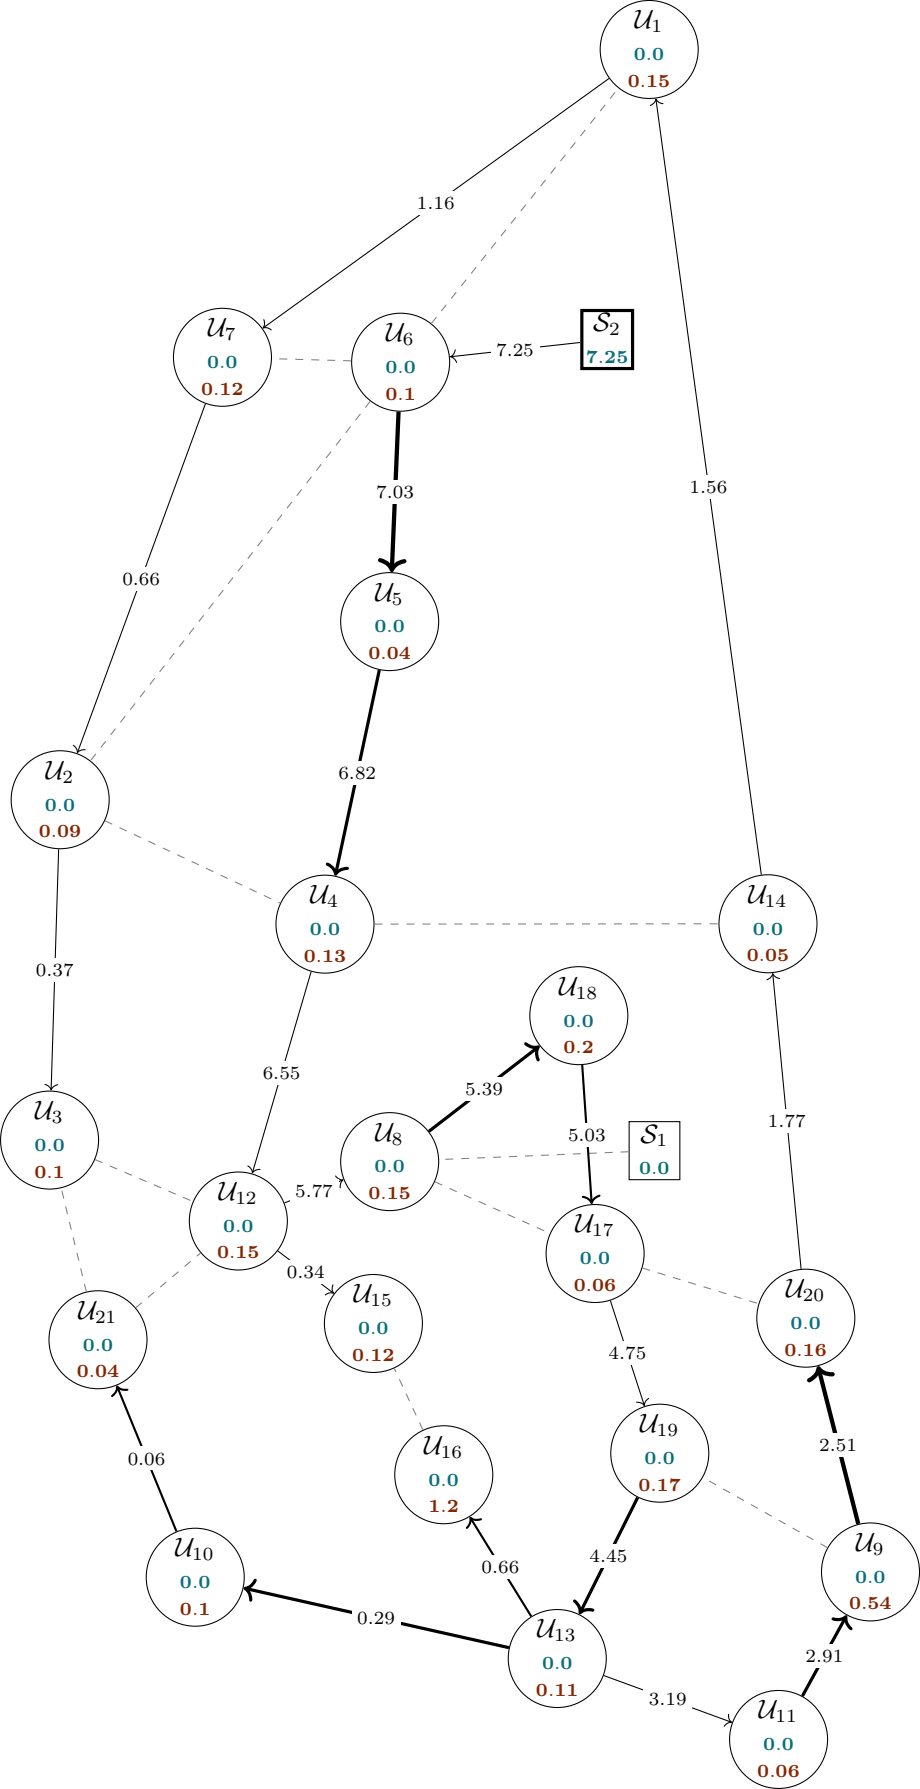 𝒰₁
0.0
0.15
1.16
𝒰₇
0.0
0.12
𝒰₆
0.0
0.1
7.25
𝒮₂
7.25
7.03
1.56
0.66
𝒰₅
0.0
0.04
𝒰₂
0.0
0.09
6.82
𝒰₄
0.0
0.13
𝒰₁₄
0.0
0.05
0.37
𝒰₁₈
0.0
0.2
6.55
5.39
𝒰₃
0.0
0.1
𝒰₈
0.0
0.15
5.03
𝒮₁
0.0
1.77
𝒰₁₂
0.0
0.15
5.77
𝒰₁₇
0.0
0.06
0.34
𝒰₂₁
0.0
0.04
𝒰₁₅
0.0
0.12
𝒰₂₀
0.0
0.16
4.75
0.06
𝒰₁₆
0.0
1.2
𝒰₁₉
0.0
0.17
2.51
𝒰₁₀
0.0
0.1
0.66
4.45
𝒰₉
0.0
0.54
0.29
𝒰₁₃
0.0
0.11
2.91
3.19
𝒰₁₁
0.0
0.06